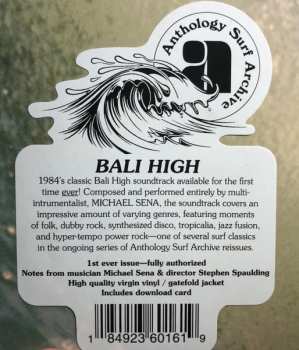 Anthology Surf Archive
BALI HIGH
1984's classic Bali High soundtrack available for the first
time ever! Composed and performed entirely by multi-
intrumentalist, MICHAEL SENA, the soundtrack covers an
impressive amount of varying genres, featuring moments
of folk, dubby rock, synthesized disco, tropicalia, jazz fusion,
and hyper-tempo power rock—one of several surf classics
in the ongoing series of Anthology Surf Archive reissues.
1st ever issue—fully authorized
Notes from musician Michael Sena & director Stephen Spaulding
High quality virgin vinyl / gatefold jacket
Includes download card
1 84923 60161 9